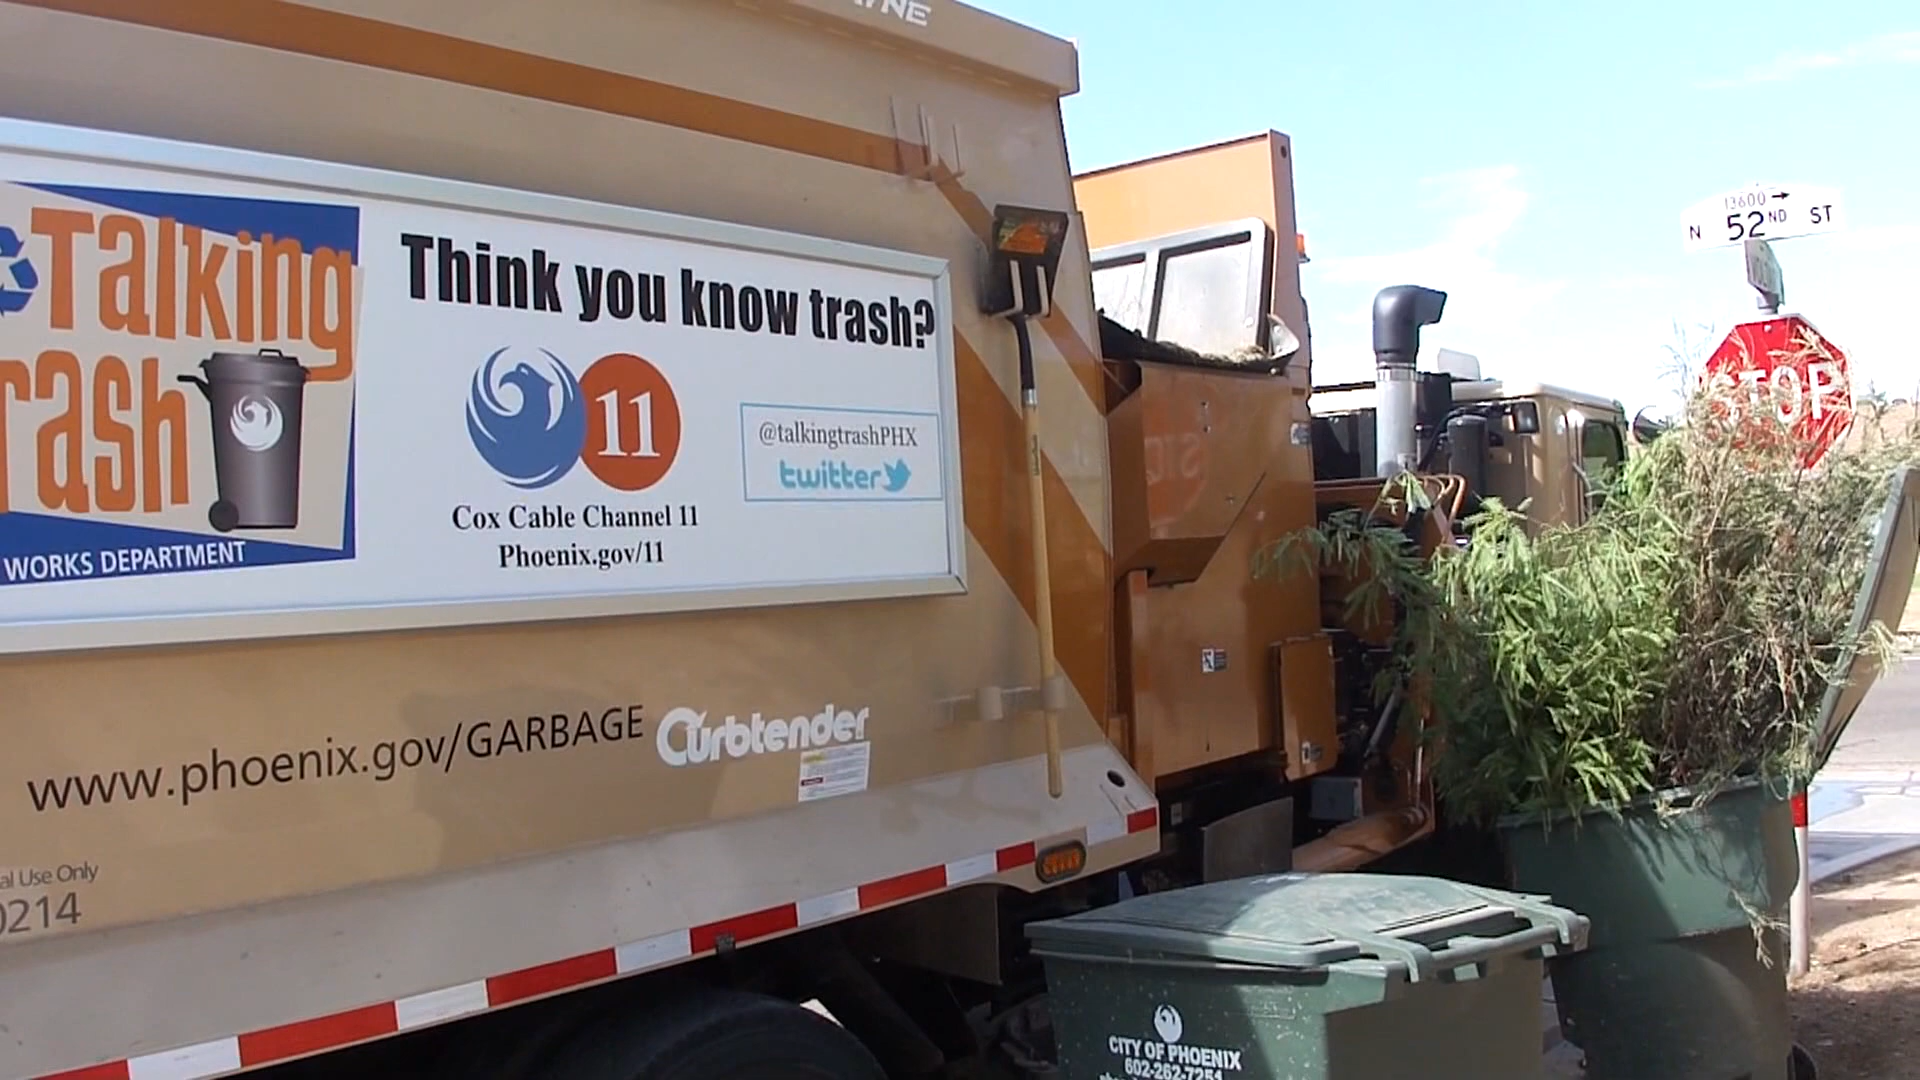 Talking
Trash
WORKS DEPARTMENT
Think you know trash?
11
Cox Cable Channel 11
Phoenix.gov/11
@talkingtrashPHX
twitter
www.phoenix.gov/GARBAGE
Curbtender
al Use Only
0214
13600 →
N 52ND ST
STOP
CITY OF PHOENIX
602-262-7251